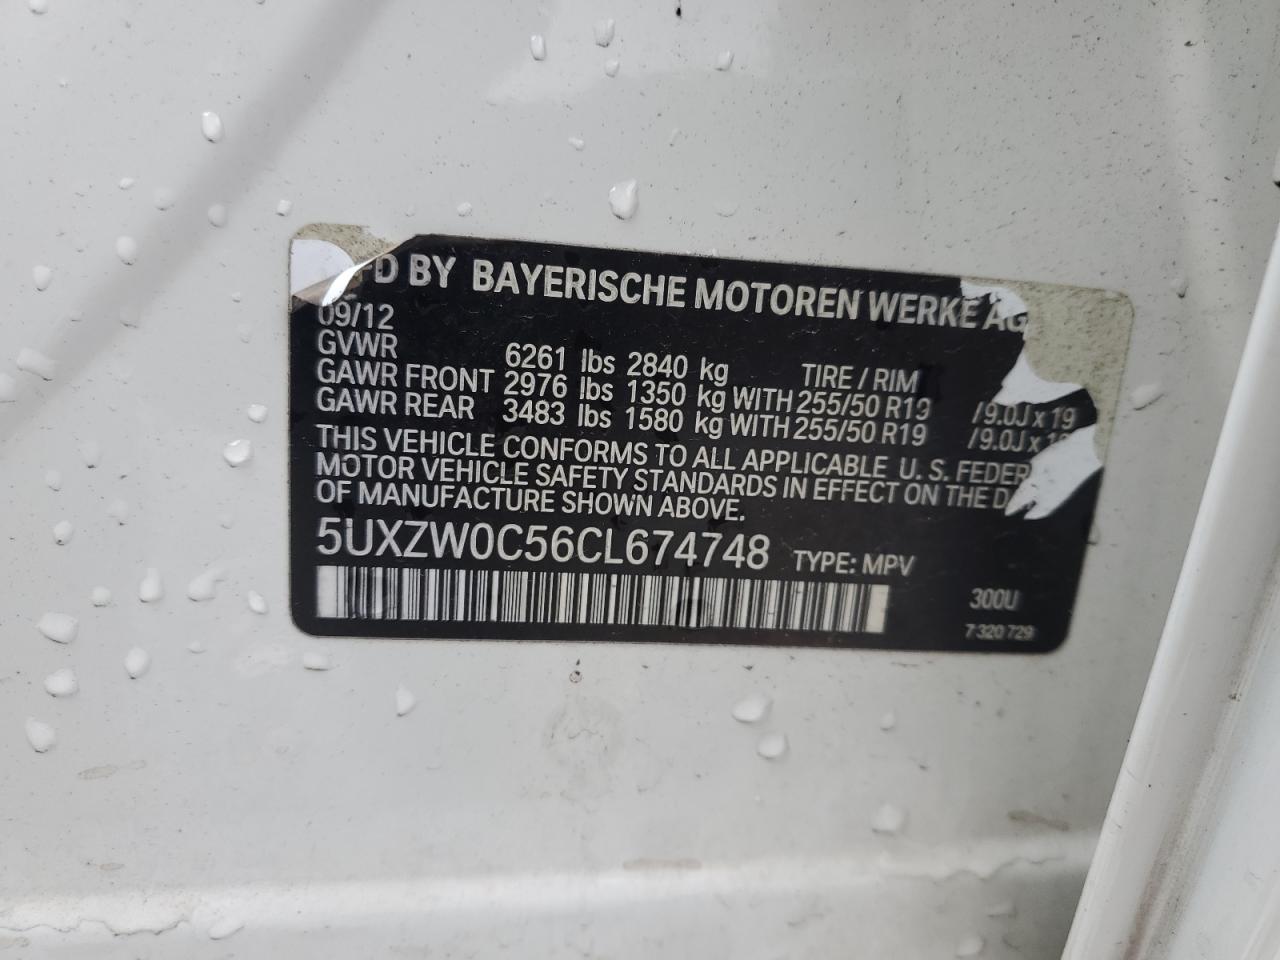 MFD BY BAYERISCHE MOTOREN WERKE AG
09/12
GVWR 6261 lbs 2840 kg TIRE / RIM
GAWR FRONT 2976 lbs 1350 kg WITH 255/50 R19 /9.0J x 19
GAWR REAR 3483 lbs 1580 kg WITH 255/50 R19 /9.0J x
THIS VEHICLE CONFORMS TO ALL APPLICABLE U. S. FEDER
MOTOR VEHICLE SAFETY STANDARDS IN EFFECT ON THE D
OF MANUFACTURE SHOWN ABOVE.
5UXZW0C56CL674748 TYPE: MPV
300U
7 320 729